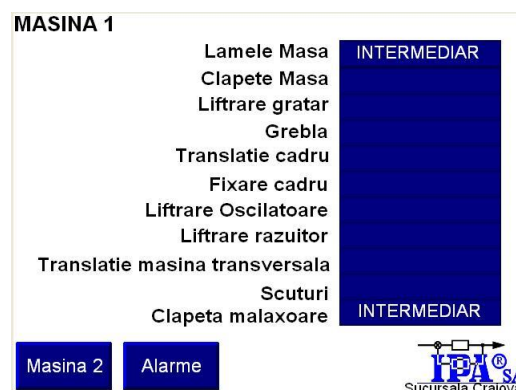 MASINA 1
Lamele Masa INTERMEDIAR
Clapete Masa
Liftrare gratar
Grebla
Translatie cadru
Fixare cadru
Liftrare Oscilatoare
Liftrare razuitor
Translatie masina transversala
Scuturi
Clapeta malaxoare INTERMEDIAR
Masina 2 Alarme
IPA® SA
Sucursala Craiova